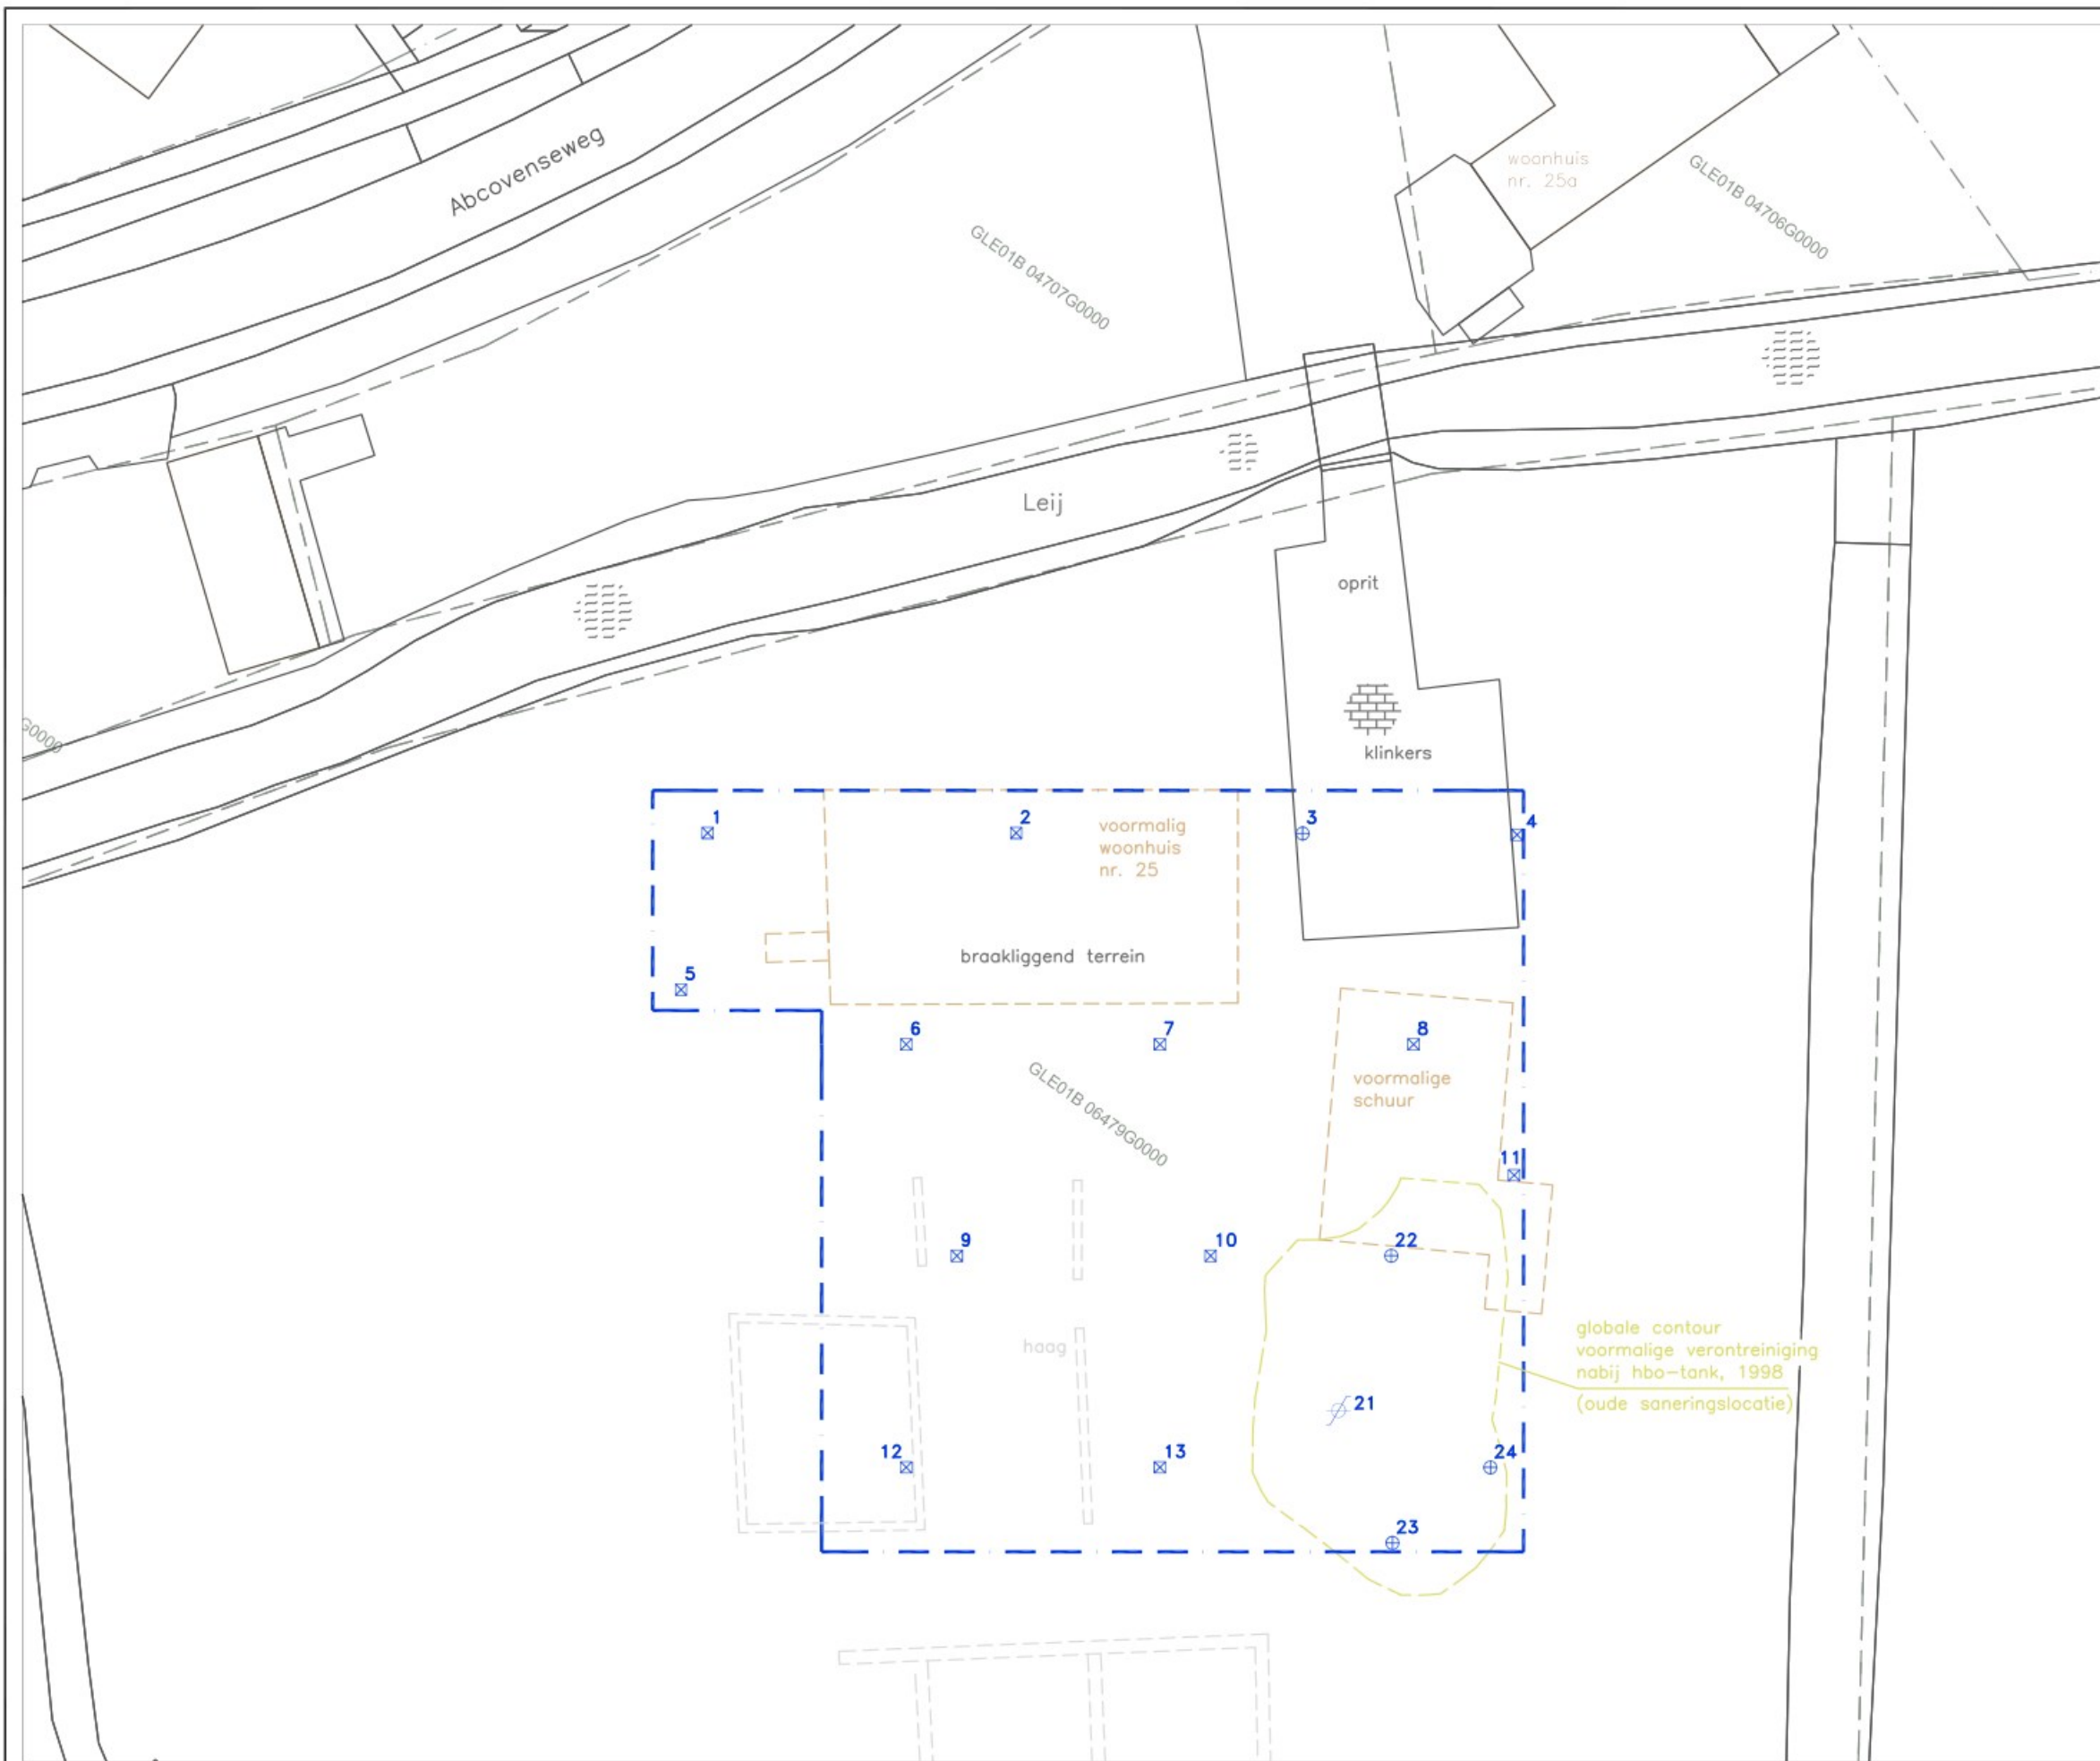 Abcovenseweg
woonhuis
nr. 25a
GLE01B 04706G0000
GLE01B 04707G0000
Leij
oprit
G0000
klinkers
1
2
3
4
voormalig
woonhuis
nr. 25
braakliggend terrein
5
6
7
8
GLE01B 06479G0000
voormalige
schuur
11
9
10
22
haag
globale contour
voormalige verontreiniging
nabij hbo-tank, 1998
(oude saneringslocatie)
21
12
13
24
23